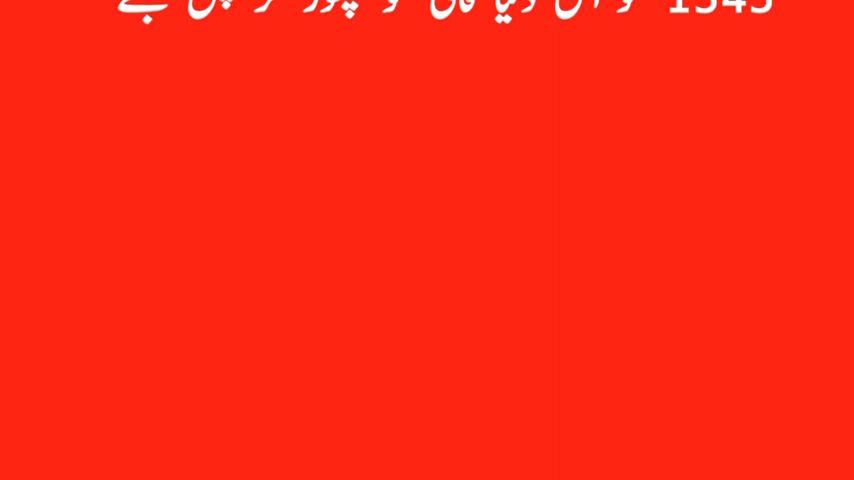 1545 کو اس دنیا فانی کو چھوڑ کر چل بسے